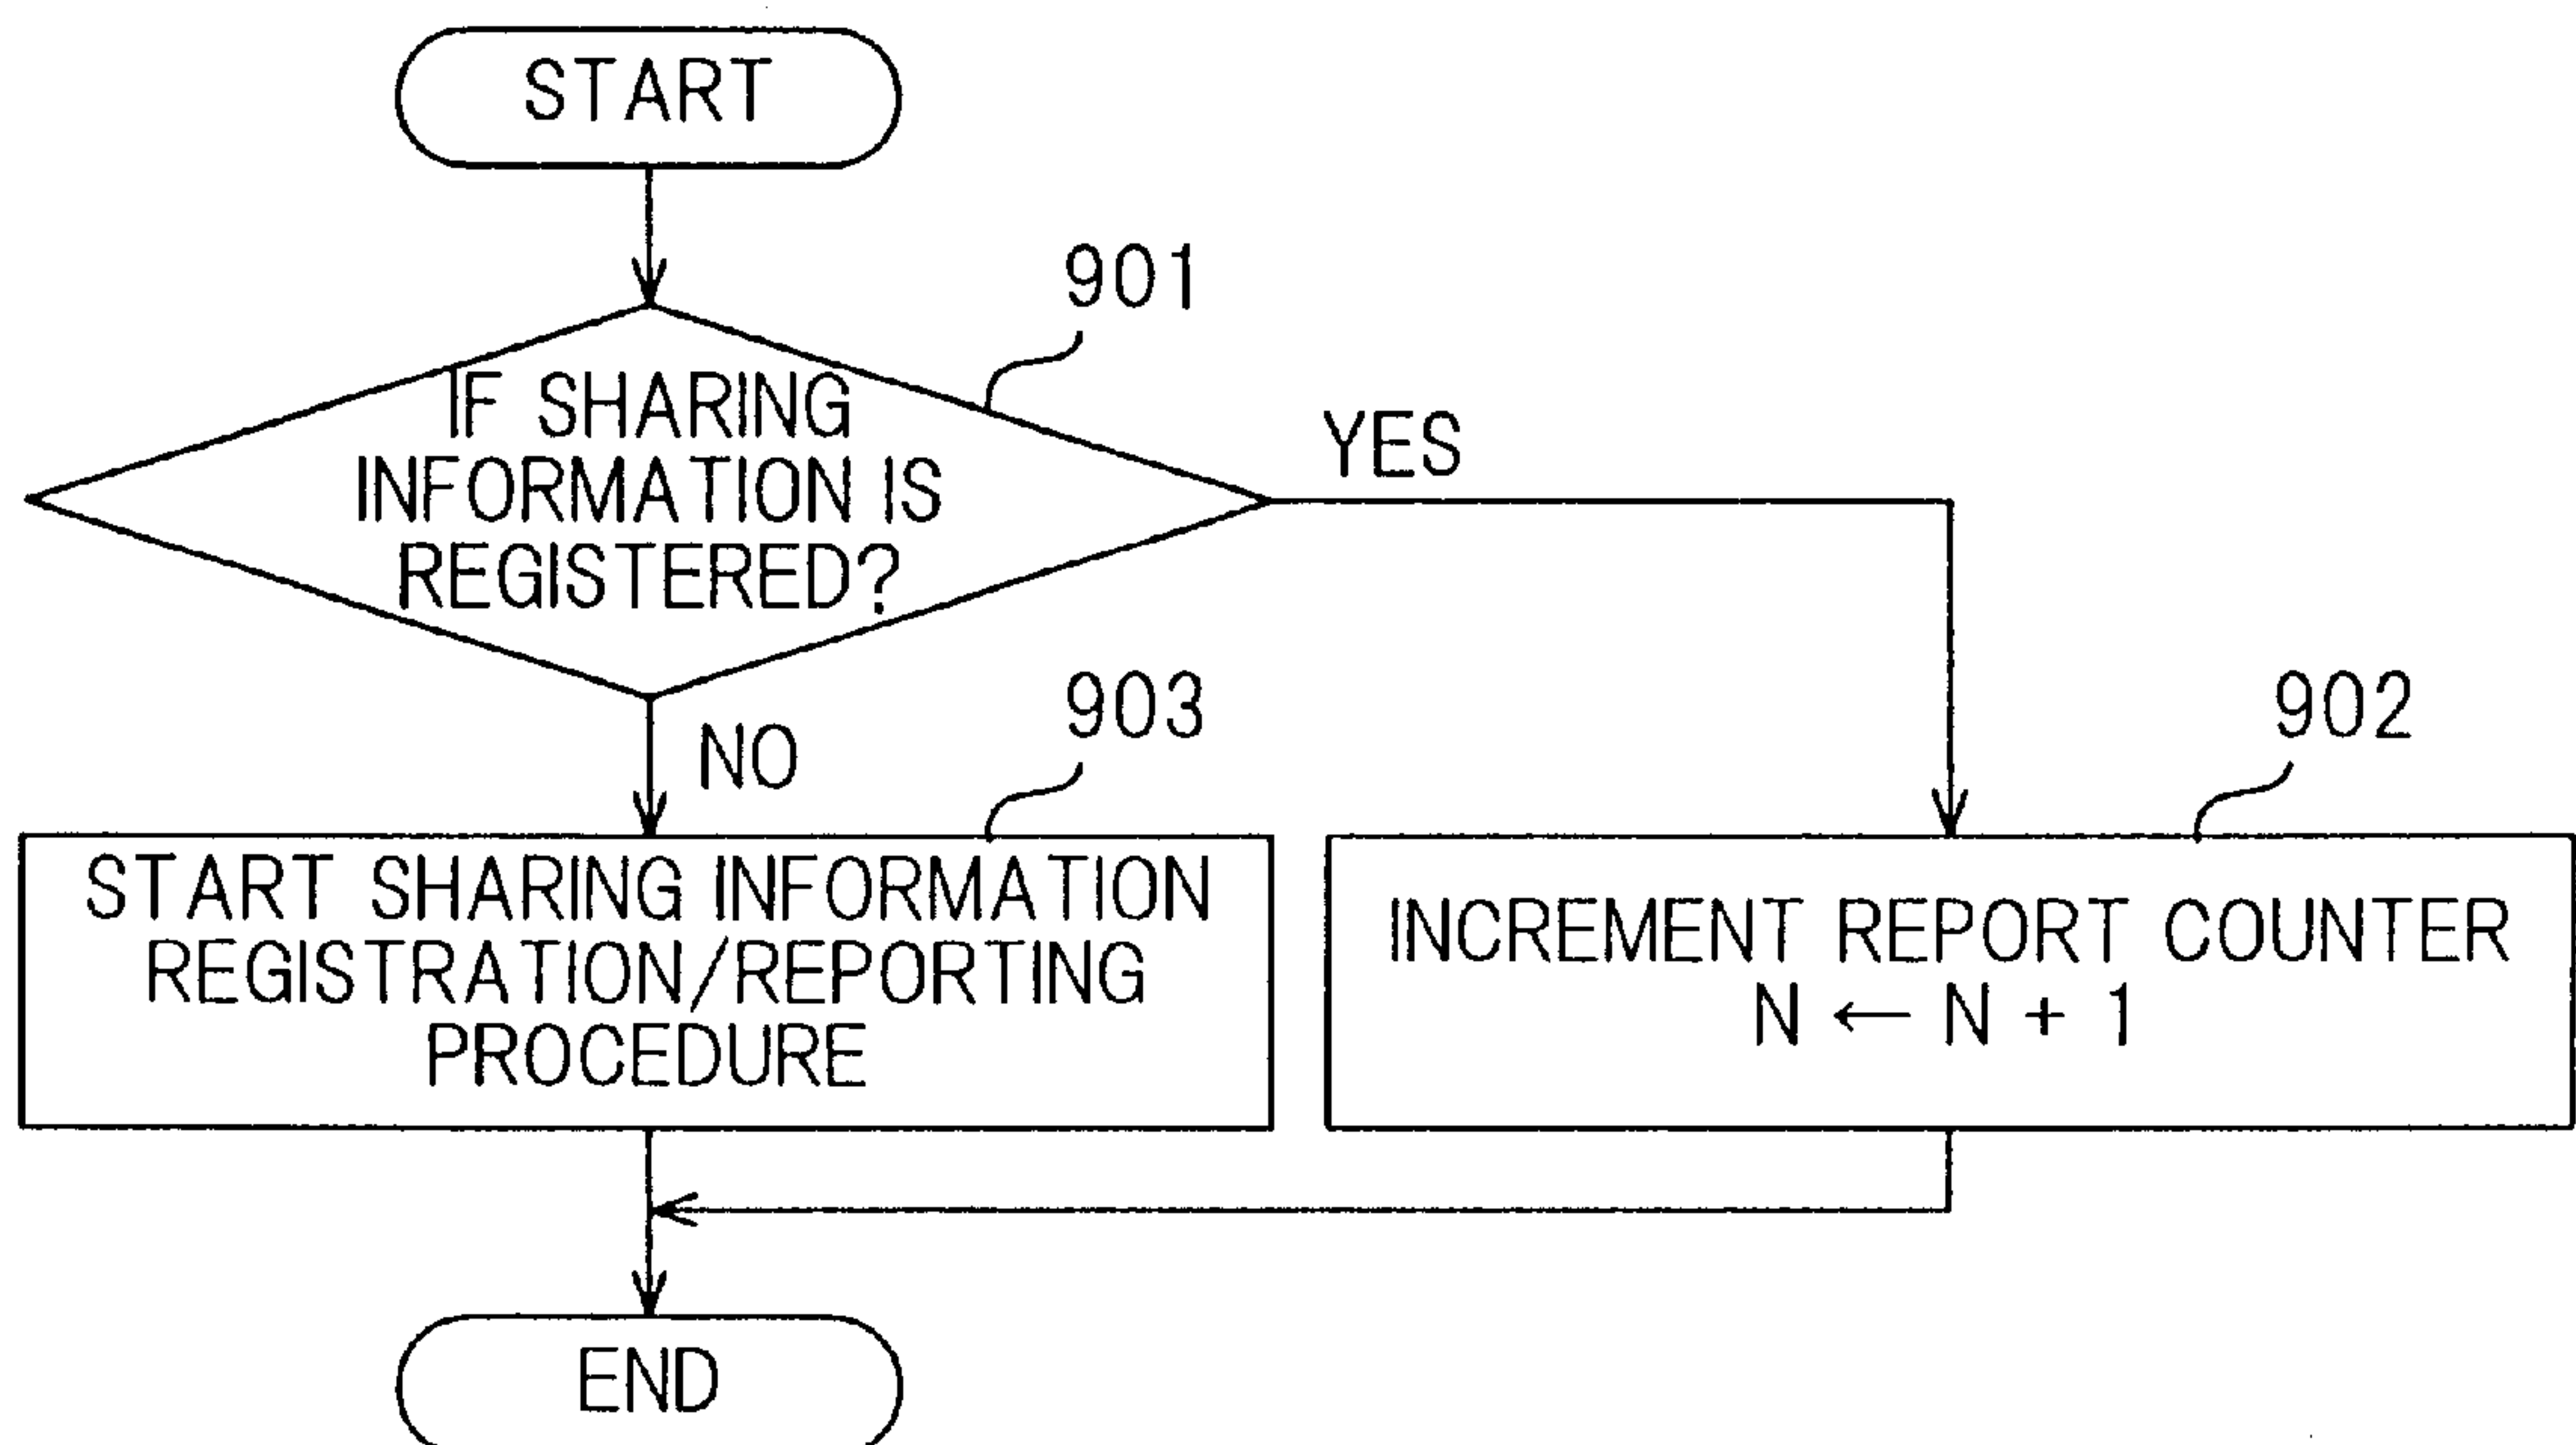 START
901
IF SHARING
INFORMATION IS
REGISTERED?
YES
NO
903
902
START SHARING INFORMATION
REGISTRATION/REPORTING
PROCEDURE
INCREMENT REPORT COUNTER
N ← N + 1
END